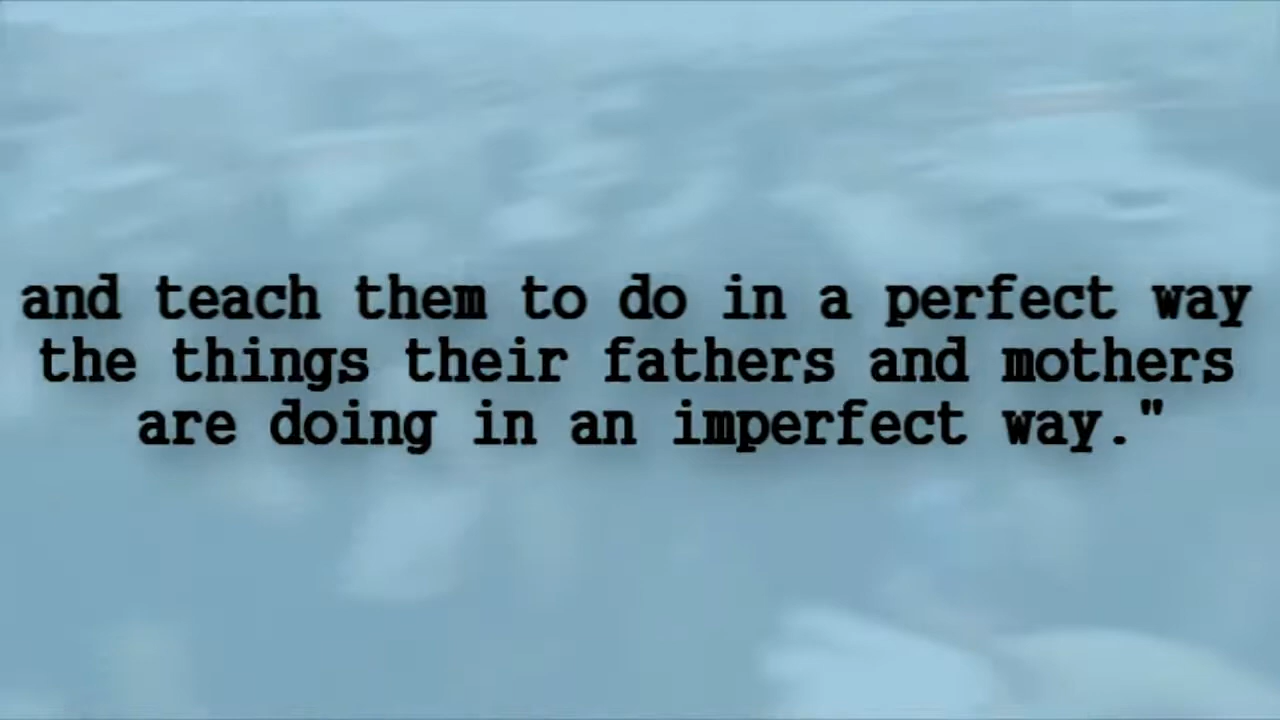 and teach them to do in a perfect way
the things their fathers and mothers
are doing in an imperfect way."